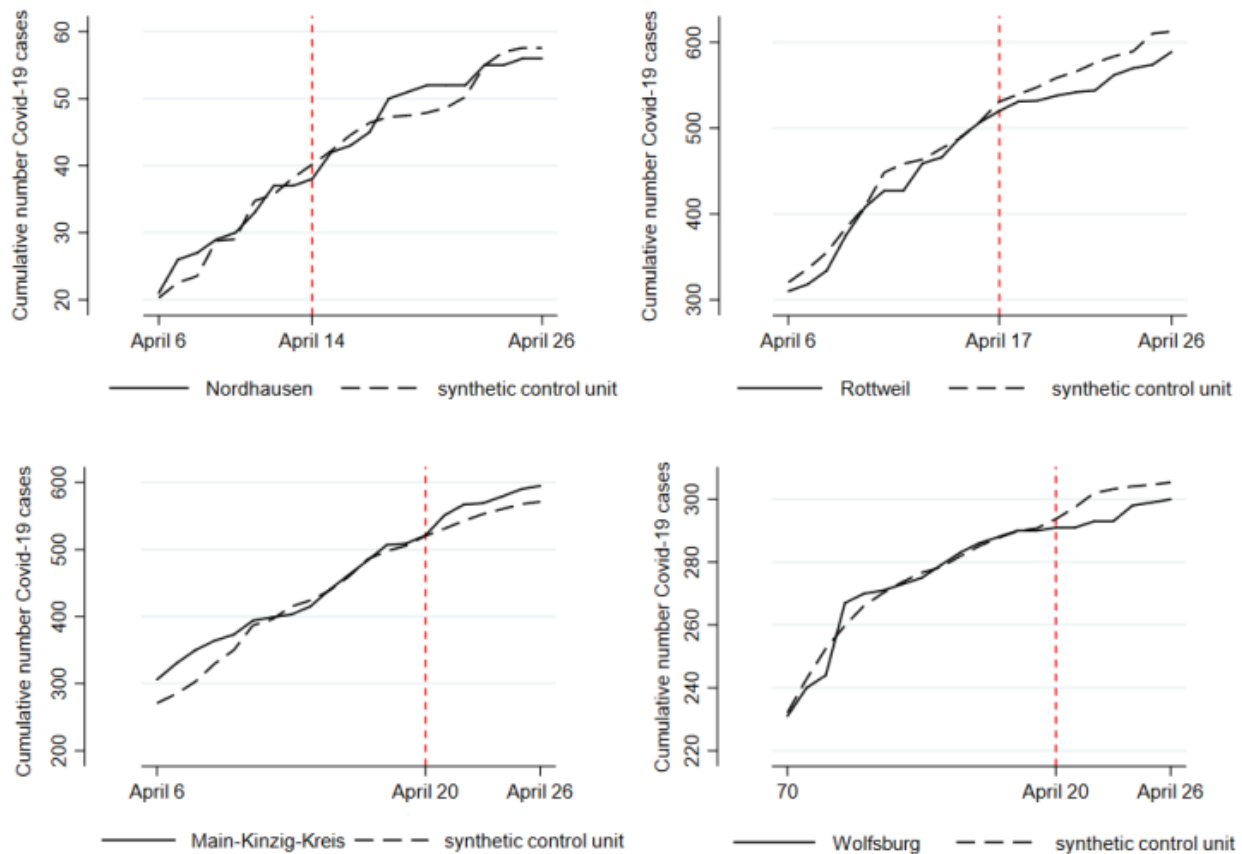 Cumulative number Covid-19 cases
60
50
40
30
20
April 6 April 14 April 26
Nordhausen synthetic control unit
Cumulative number Covid-19 cases
600
500
400
300
April 6 April 17 April 26
Rottweil synthetic control unit
Cumulative number Covid-19 cases
600
500
400
300
200
April 6 April 20 April 26
Main-Kinzig-Kreis synthetic control unit
Cumulative number Covid-19 cases
300
280
260
240
220
70 April 20 April 26
Wolfsburg synthetic control unit